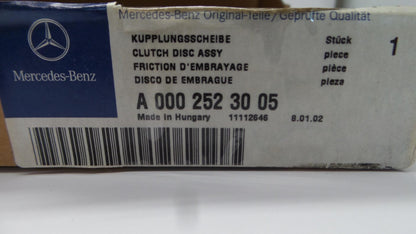 Mercedes-Benz Original-Teile/Geprüfte Qualität
Mercedes-Benz
KUPPLUNGSSCHEIBE Stück 1
CLUTCH DISC ASSY piece
FRICTION D'EMBRAYAGE pièce
DISCO DE EMBRAGUE pieza
A 000 252 30 05
Made in Hungary 11112646 8.01.02